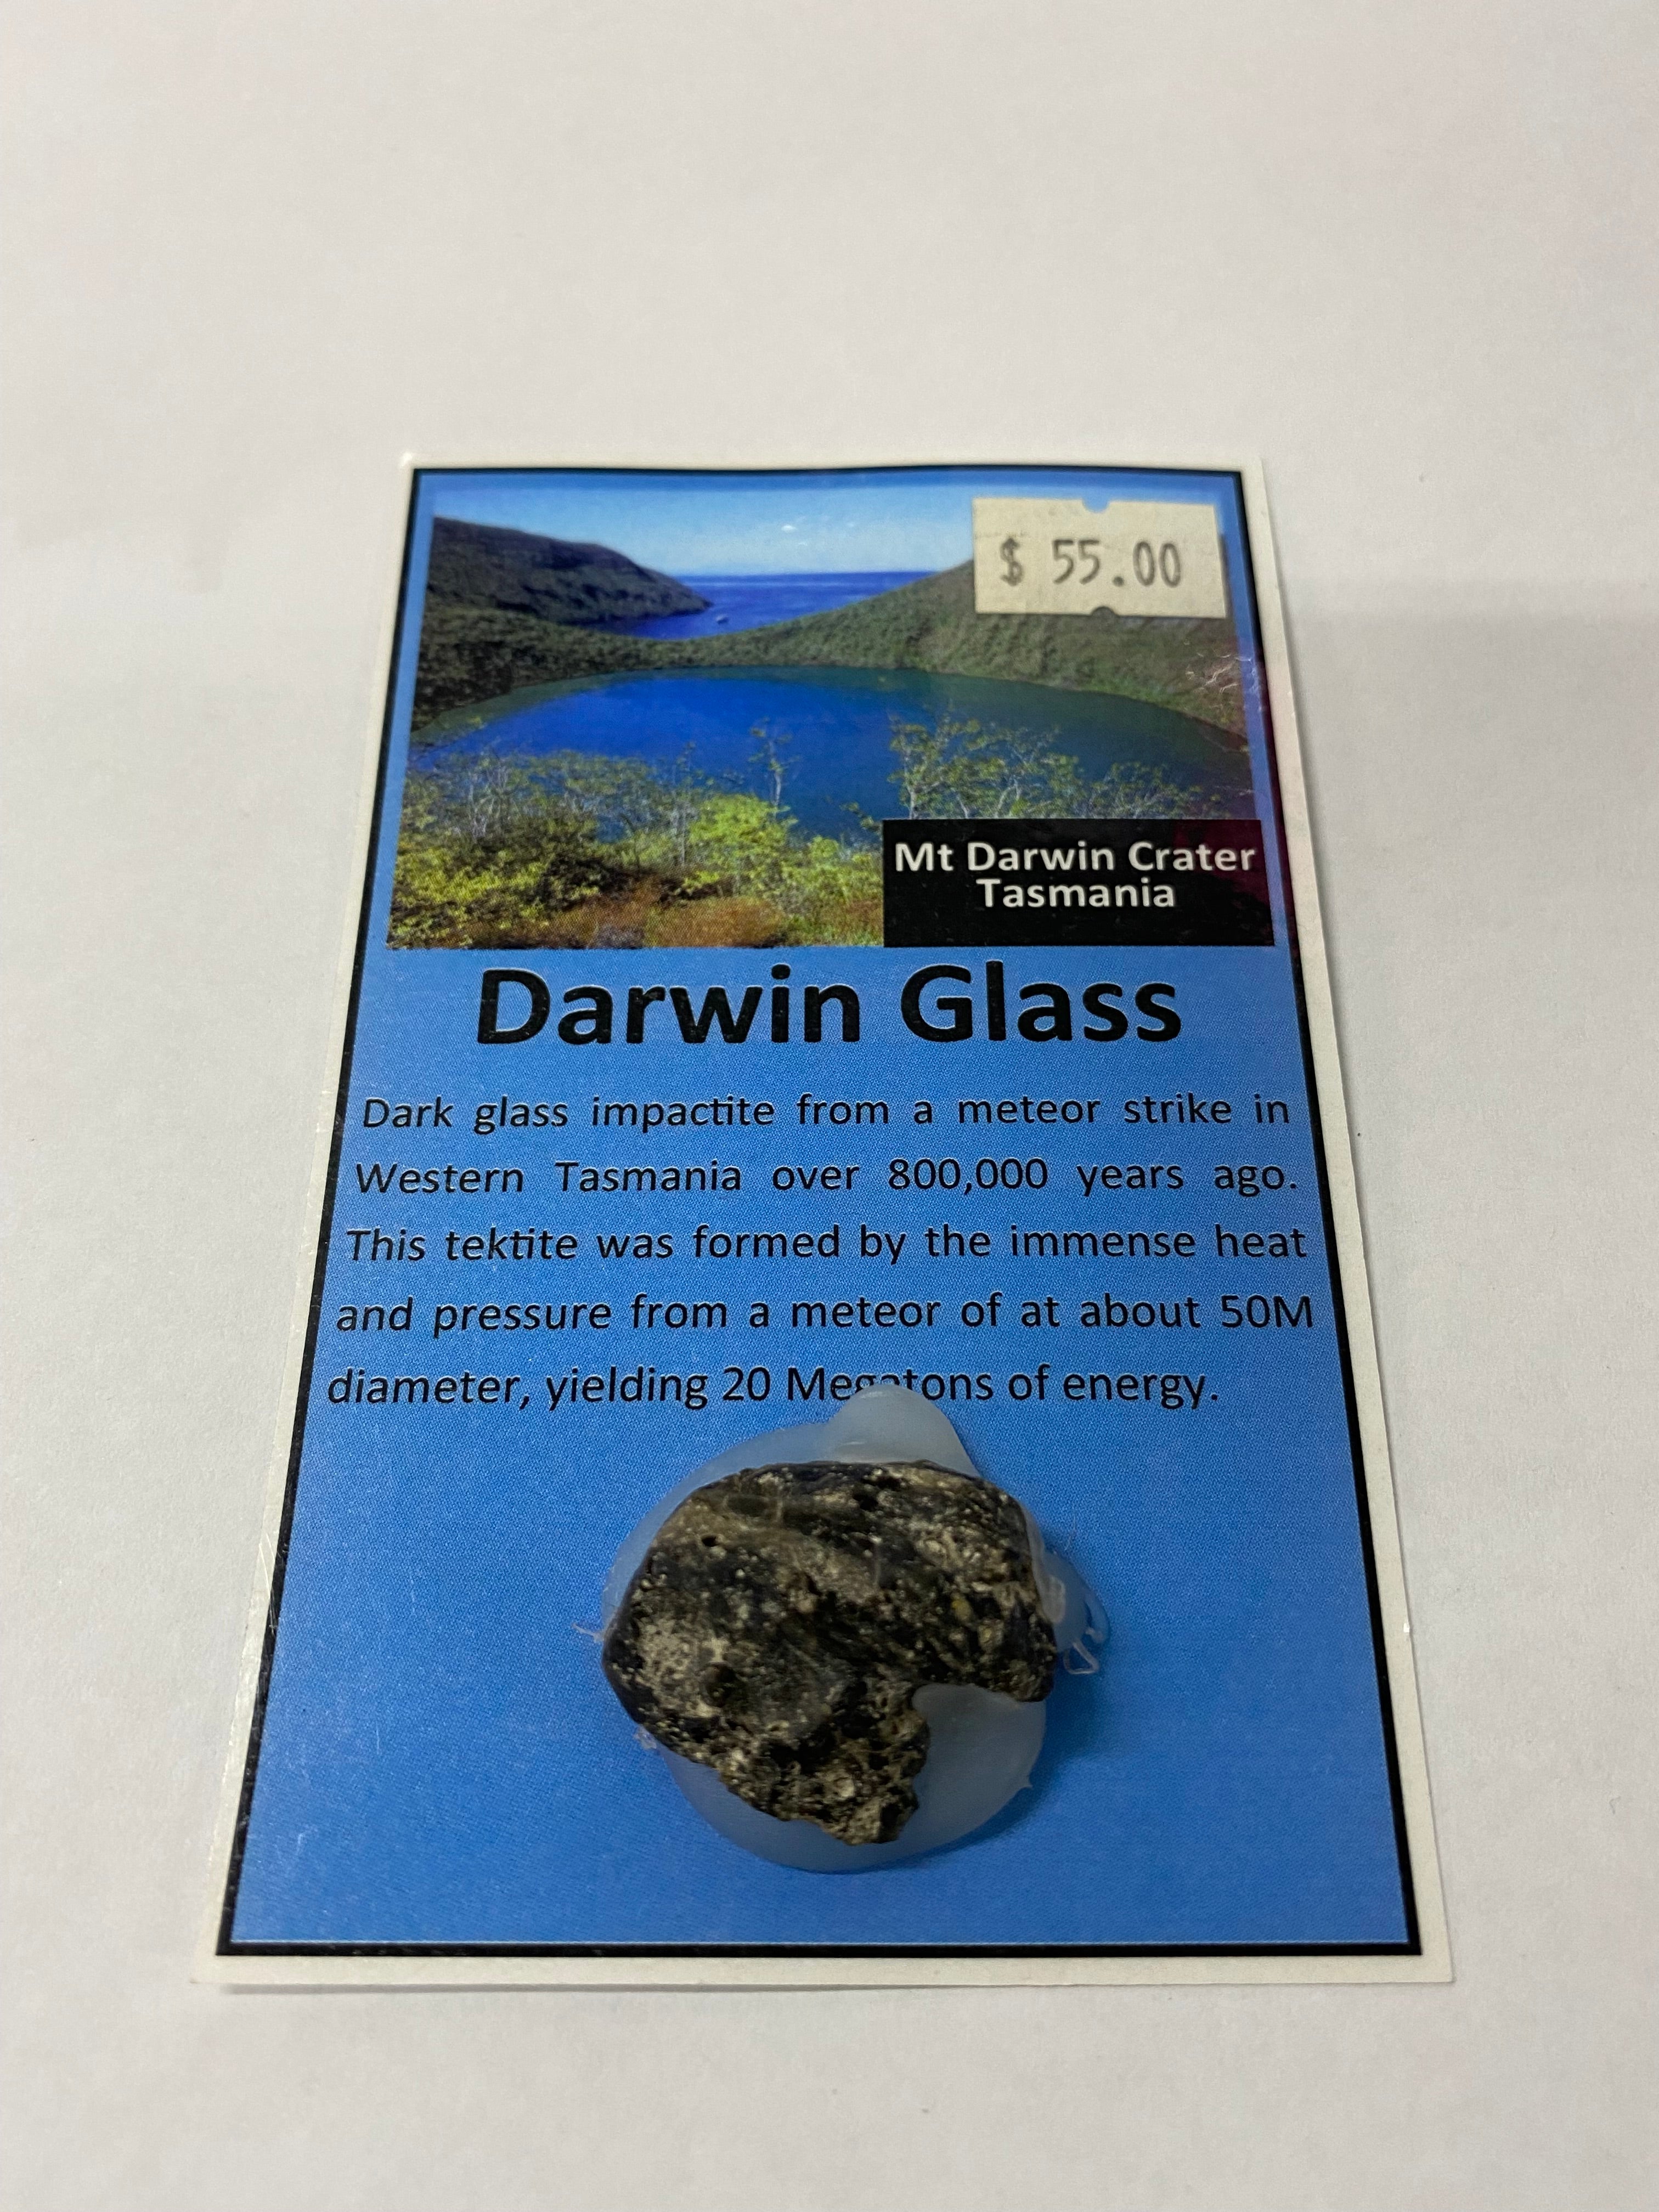 $ 55.00
Mt Darwin Crater
Tasmania
Darwin Glass
Dark glass impactite from a meteor strike in
Western Tasmania over 800,000 years ago.
This tektite was formed by the immense heat
and pressure from a meteor of at about 50M
diameter, yielding 20 Megatons of energy.